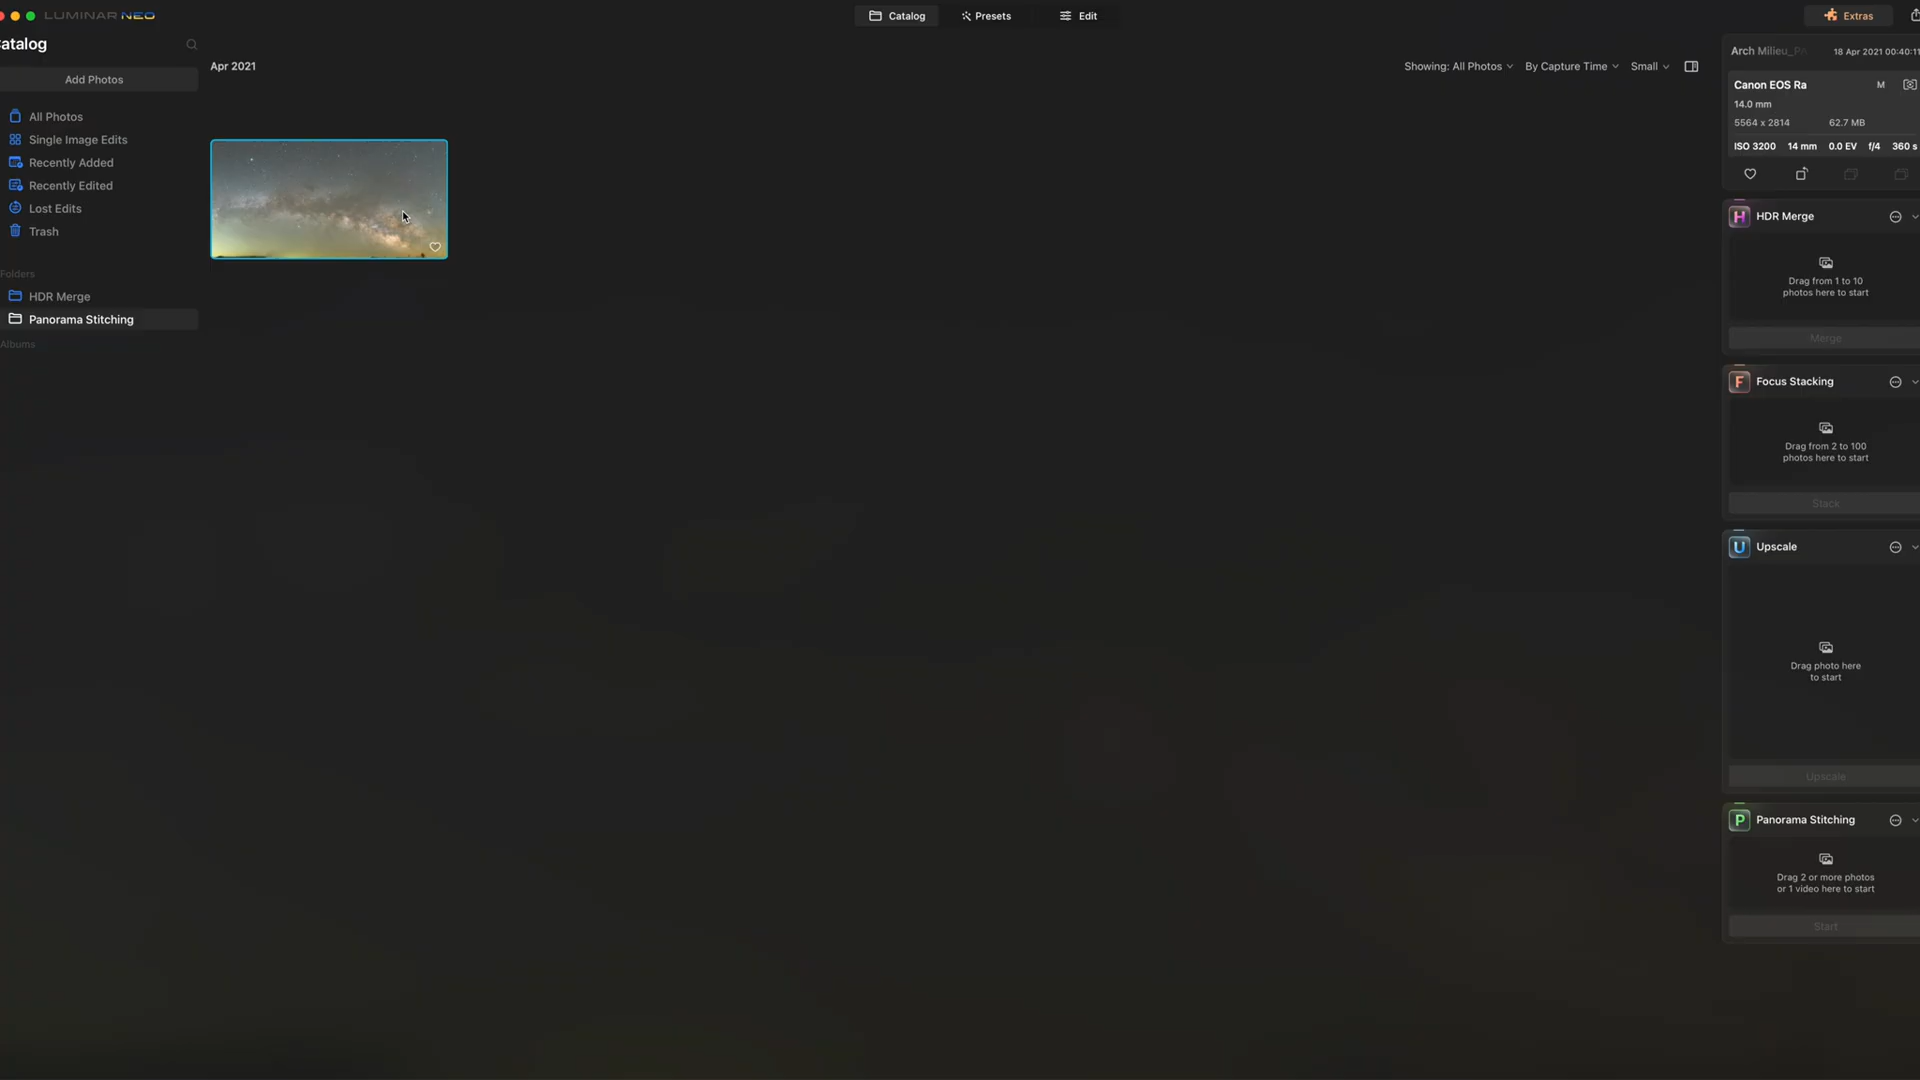 LUMINAR NEO
Catalog
Presets
Edit
Extras
atalog
Add Photos
All Photos
Single Image Edits
Recently Added
Recently Edited
Lost Edits
Trash
Folders
HDR Merge
Panorama Stitching
Albums
Apr 2021
Showing: All Photos
By Capture Time
Small
Arch Milieu_
18 Apr 2021 00:40:11
Canon EOS Ra
M
14.0 mm
5564 x 2814
62.7 MB
ISO 3200 14 mm 0.0 EV f/4 360 s
H HDR Merge
Drag from 1 to 10
photos here to start
Merge
F Focus Stacking
Drag from 2 to 100
photos here to start
Stack
U Upscale
Drag photo here
to start
Upscale
P Panorama Stitching
Drag 2 or more photos
or 1 video here to start
Start